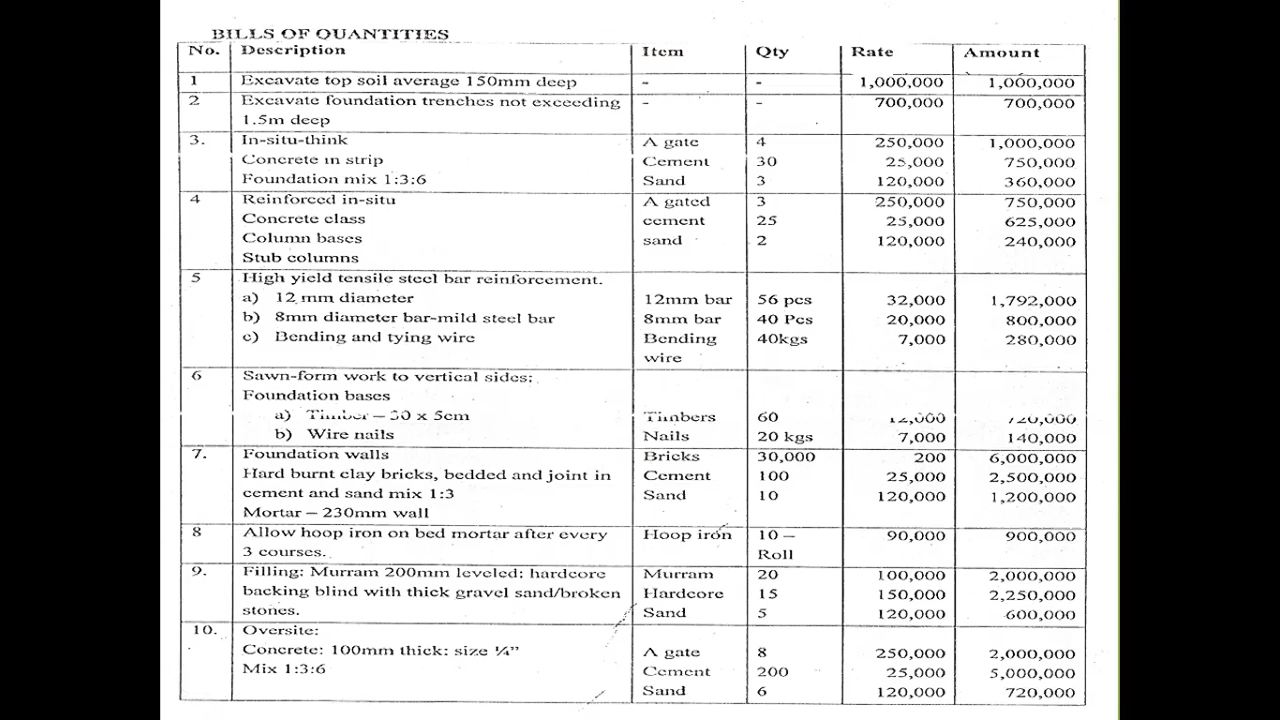 BILLS OF QUANTITIES
No. Description Item Qty Rate Amount
1 Excavate top soil average 150mm deep - - 1,000,000 1,000,000
2 Excavate foundation trenches not exceeding - - 700,000 700,000
1.5m deep
3. In-situ-think A gate 4 250,000 1,000,000
Concrete in strip Cement 30 25,000 750,000
Foundation mix 1:3:6 Sand 3 120,000 360,000
4 Reinforced in-situ A gated 3 250,000 750,000
Concrete class cement 25 25,000 625,000
Column bases sand 2 120,000 240,000
Stub columns
5 High yield tensile steel bar reinforcement.
a) 12 mm diameter 12mm bar 56 pcs 32,000 1,792,000
b) 8mm diameter bar-mild steel bar 8mm bar 40 Pcs 20,000 800,000
c) Bending and tying wire Bending 40kgs 7,000 280,000
wire
6 Sawn-form work to vertical sides:
Foundation bases
a) Timber – 30 x 5cm Timbers 60 12,000 720,000
b) Wire nails Nails 20 kgs 7,000 140,000
7. Foundation walls Bricks 30,000 200 6,000,000
Hard burnt clay bricks, bedded and joint in Cement 100 25,000 2,500,000
cement and sand mix 1:3 Sand 10 120,000 1,200,000
Mortar – 230mm wall
8 Allow hoop iron on bed mortar after every Hoop iron 10 – 90,000 900,000
3 courses. Roll
9. Filling: Murram 200mm leveled: hardcore Murram 20 100,000 2,000,000
backing blind with thick gravel sand/broken Hardcore 15 150,000 2,250,000
stones. Sand 5 120,000 600,000
10. Oversite:
Concrete: 100mm thick: size ¼” A gate 8 250,000 2,000,000
Mix 1:3:6 Cement 200 25,000 5,000,000
Sand 6 120,000 720,000